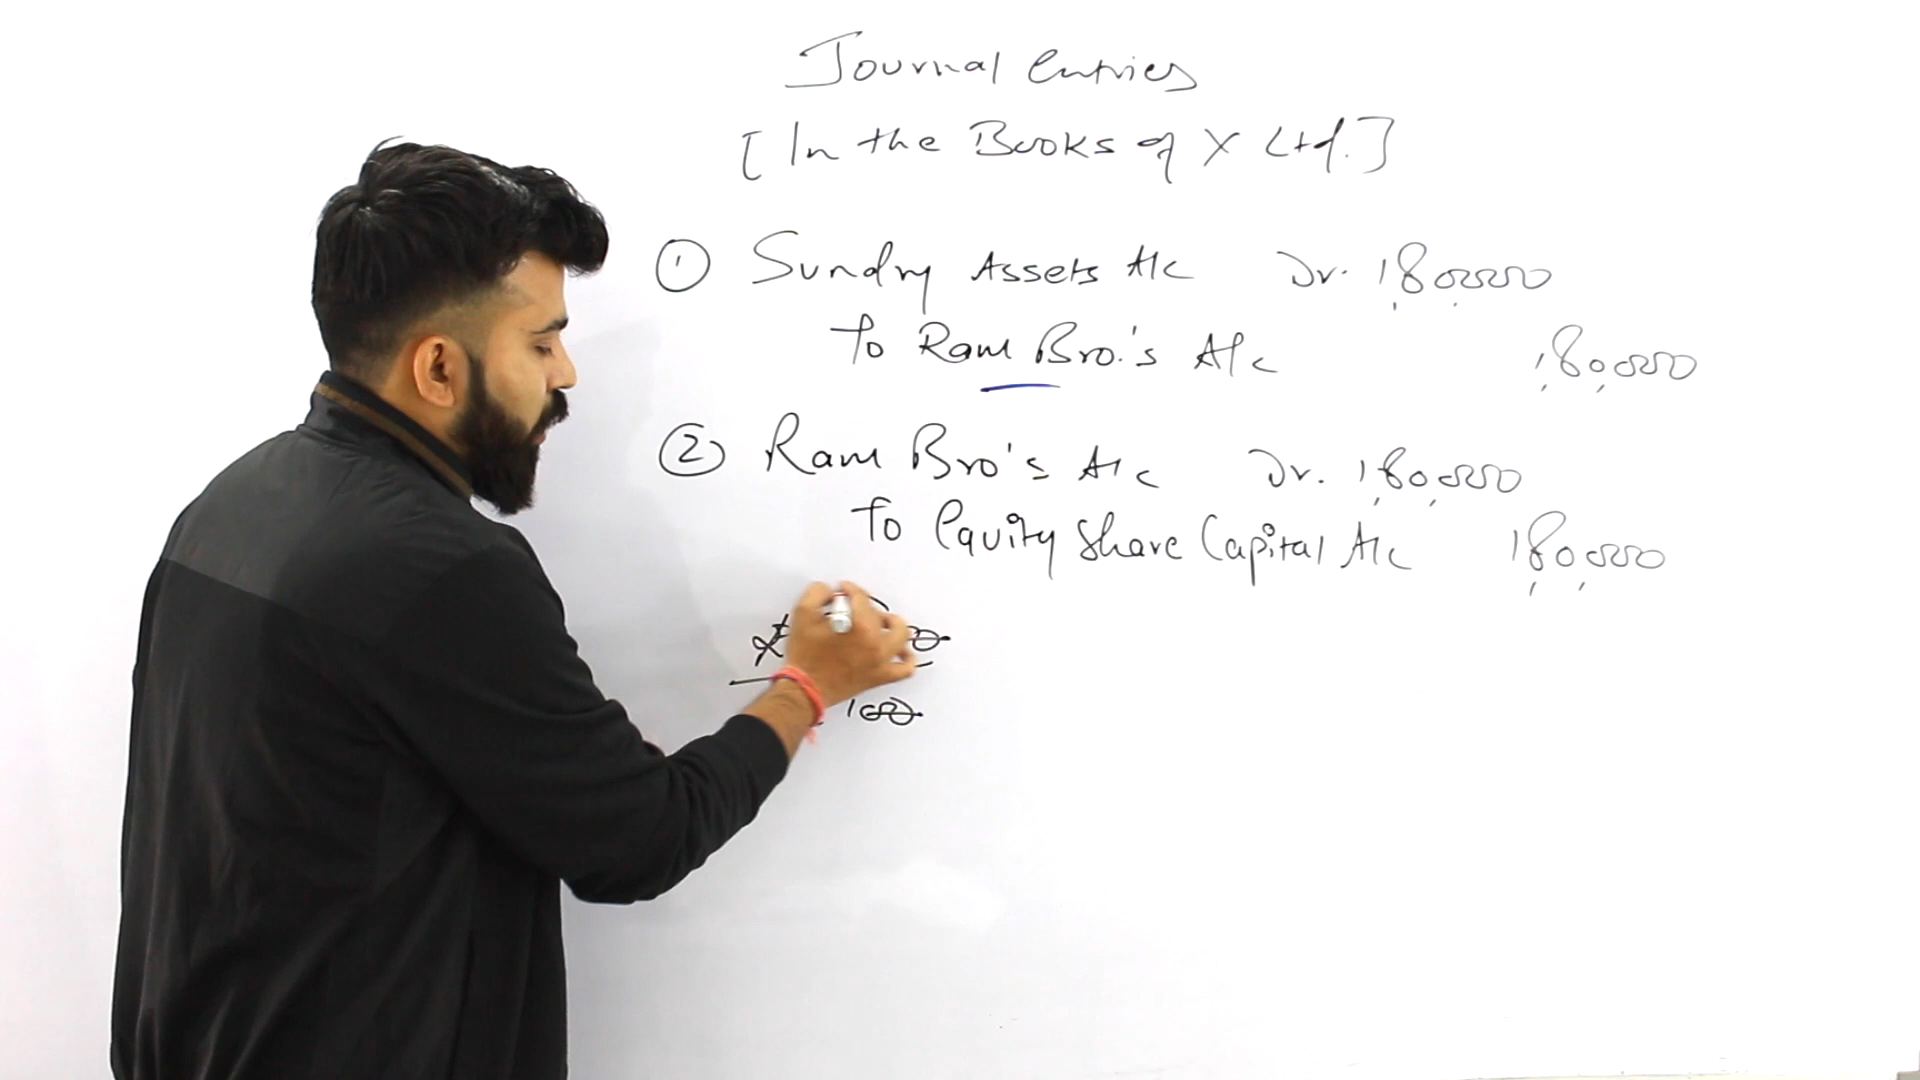 Journal Entries
[In the Books of X Ltd.]
① Sundry Assets A/c Dr. 1,80,000
To Ram Bro.'s A/c 1,80,000
② Ram Bro's A/c Dr. 1,80,000
To Equity Share Capital A/c 1,80,000
100